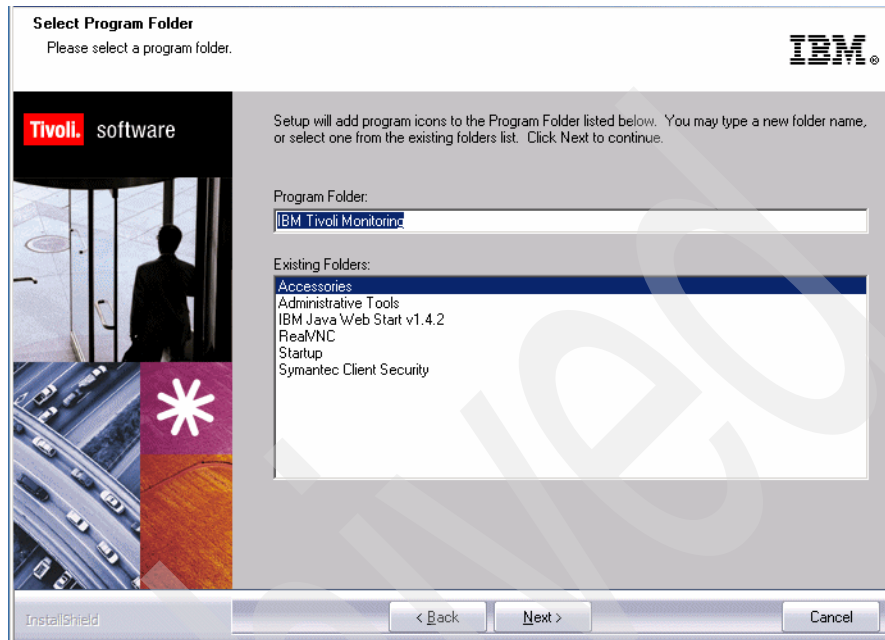 Select Program Folder
Please select a program folder.
IBM®
Tivoli. software
Setup will add program icons to the Program Folder listed below. You may type a new folder name,
or select one from the existing folders list. Click Next to continue.
Program Folder:
IBM Tivoli Monitoring
Existing Folders:
Accessories
Administrative Tools
IBM Java Web Start v1.4.2
RealVNC
Startup
Symantec Client Security
InstallShield
< Back
Next >
Cancel